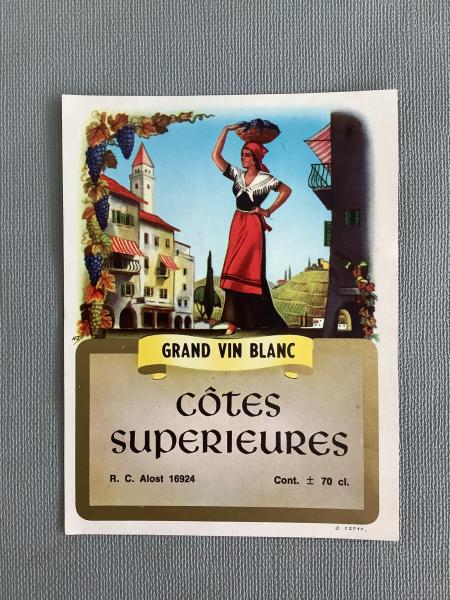 GRAND VIN BLANC
CÔTES
SUPERIEURES
R. C. Alost 16924 Cont. ± 70 cl.